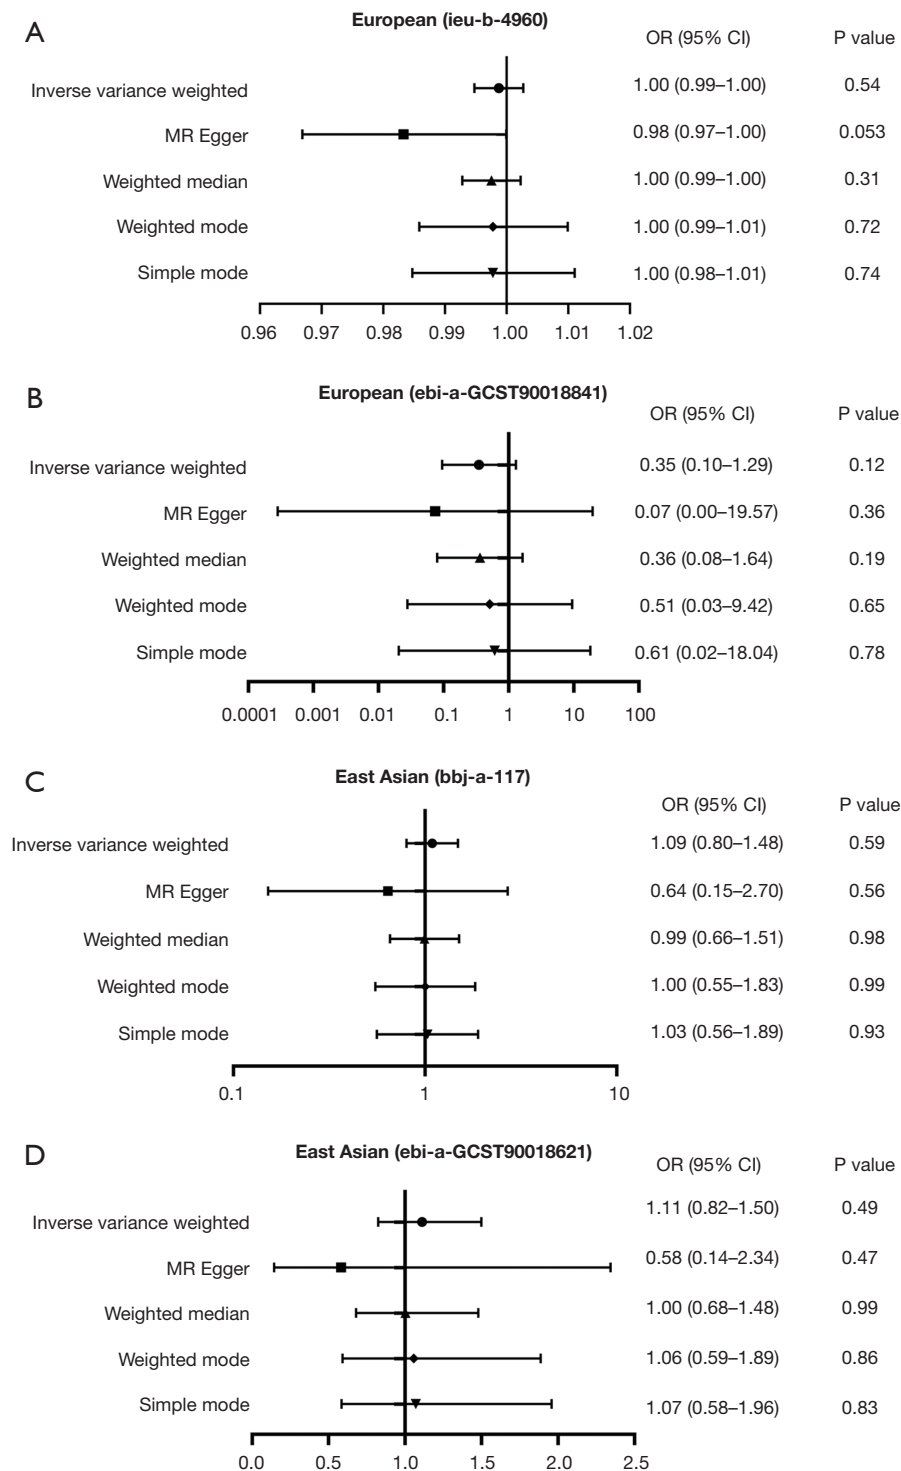 A
European (ieu-b-4960)
OR (95% CI) P value
Inverse variance weighted 1.00 (0.99–1.00) 0.54
MR Egger 0.98 (0.97–1.00) 0.053
Weighted median 1.00 (0.99–1.00) 0.31
Weighted mode 1.00 (0.99–1.01) 0.72
Simple mode 1.00 (0.98–1.01) 0.74
0.96 0.97 0.98 0.99 1.00 1.01 1.02
B
European (ebi-a-GCST90018841)
OR (95% CI) P value
Inverse variance weighted 0.35 (0.10–1.29) 0.12
MR Egger 0.07 (0.00–19.57) 0.36
Weighted median 0.36 (0.08–1.64) 0.19
Weighted mode 0.51 (0.03–9.42) 0.65
Simple mode 0.61 (0.02–18.04) 0.78
0.0001 0.001 0.01 0.1 1 10 100
C
East Asian (bbj-a-117)
OR (95% CI) P value
Inverse variance weighted 1.09 (0.80–1.48) 0.59
MR Egger 0.64 (0.15–2.70) 0.56
Weighted median 0.99 (0.66–1.51) 0.98
Weighted mode 1.00 (0.55–1.83) 0.99
Simple mode 1.03 (0.56–1.89) 0.93
0.1 1 10
D
East Asian (ebi-a-GCST90018621)
OR (95% CI) P value
Inverse variance weighted 1.11 (0.82–1.50) 0.49
MR Egger 0.58 (0.14–2.34) 0.47
Weighted median 1.00 (0.68–1.48) 0.99
Weighted mode 1.06 (0.59–1.89) 0.86
Simple mode 1.07 (0.58–1.96) 0.83
0.0 0.5 1.0 1.5 2.0 2.5